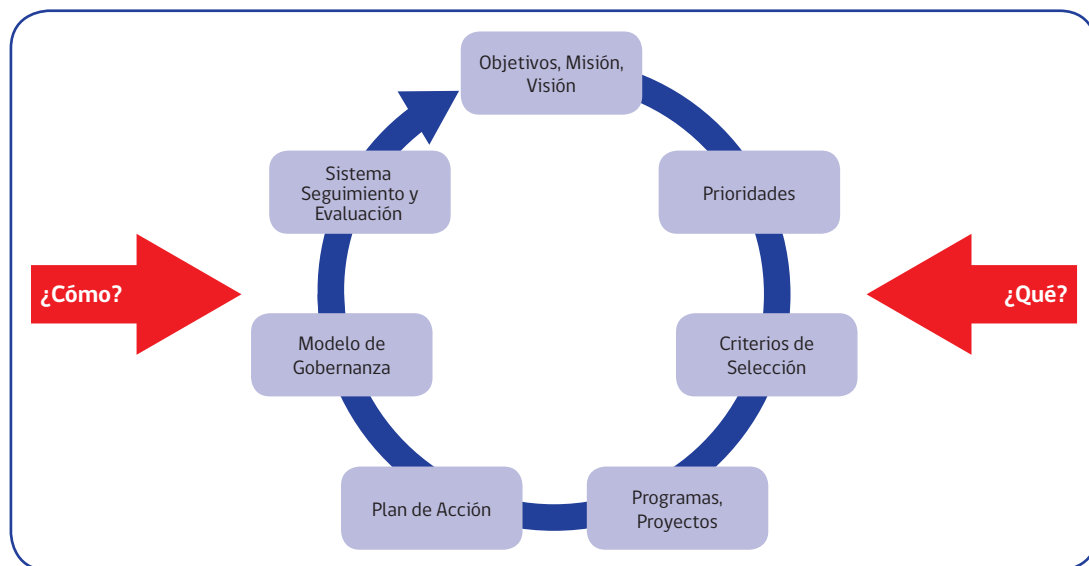 Objetivos, Misión,
Visión
Prioridades
Criterios de
Selección
Programas,
Proyectos
Plan de Acción
Modelo de
Gobernanza
Sistema
Seguimiento y
Evaluación
¿Cómo?
¿Qué?